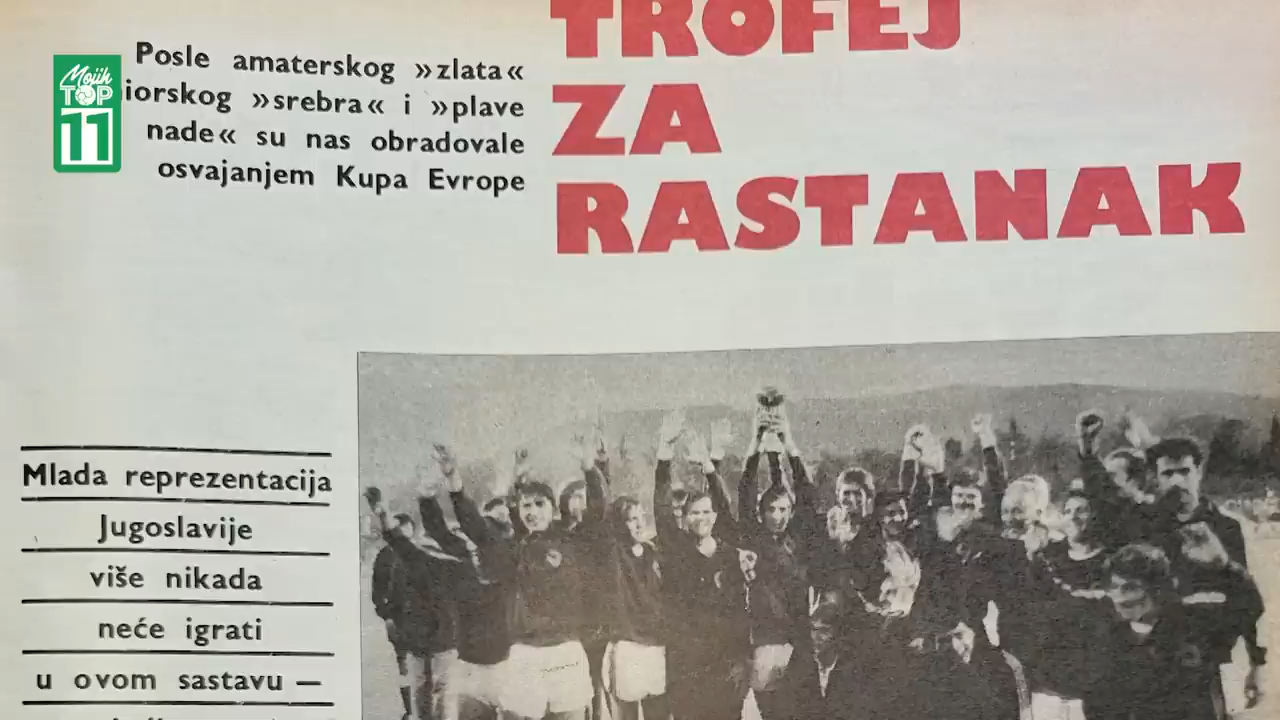 Mojih
TOP
11
Posle amaterskog »zlata«
iorskog »srebra« i »plave
nade« su nas obradovale
osvajanjem Kupa Evrope
TROFEJ
ZA
RASTANAK
Mlada reprezentacija
Jugoslavije
više nikada
neće igrati
u ovom sastavu —